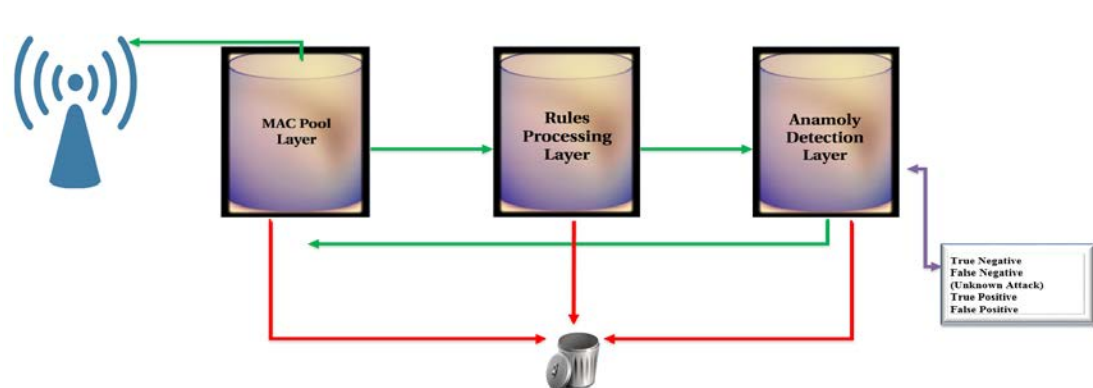 MAC Pool
Layer
Rules
Processing
Layer
Anamoly
Detection
Layer
True Negative
False Negative
(Unknown Attack)
True Positive
False Positive